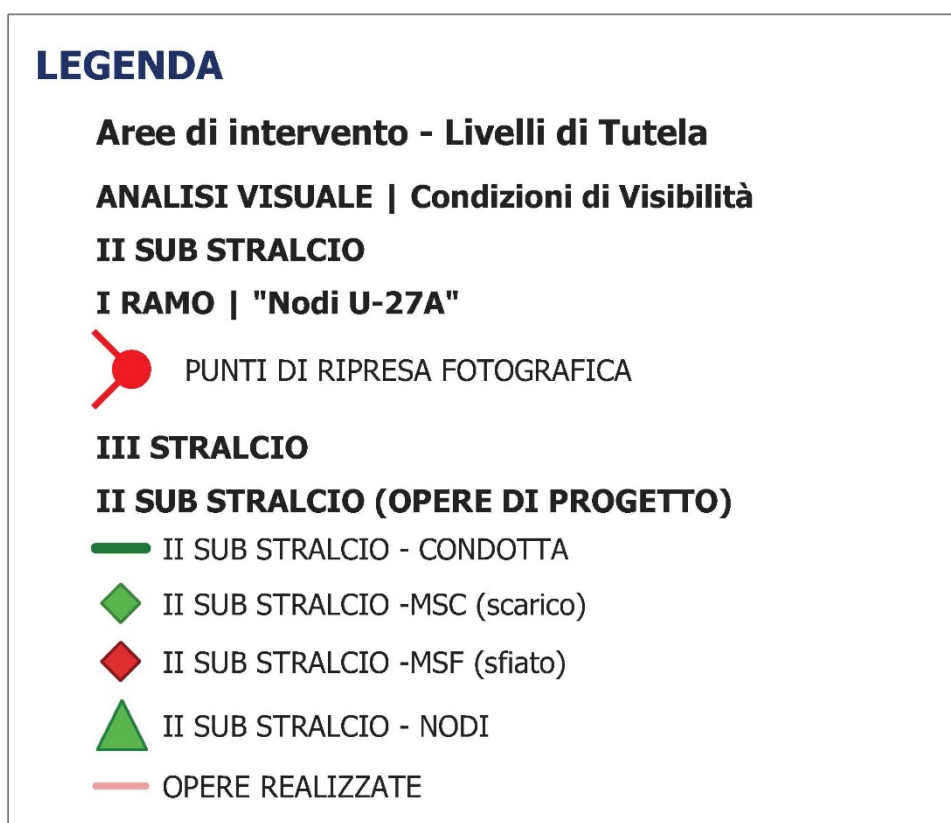 LEGENDA
Aree di intervento - Livelli di Tutela
ANALISI VISUALE | Condizioni di Visibilità
II SUB STRALCIO
I RAMO | "Nodi U-27A"
PUNTI DI RIPRESA FOTOGRAFICA
III STRALCIO
II SUB STRALCIO (OPERE DI PROGETTO)
II SUB STRALCIO - CONDOTTA
II SUB STRALCIO -MSC (scarico)
II SUB STRALCIO -MSF (sfiato)
II SUB STRALCIO - NODI
OPERE REALIZZATE